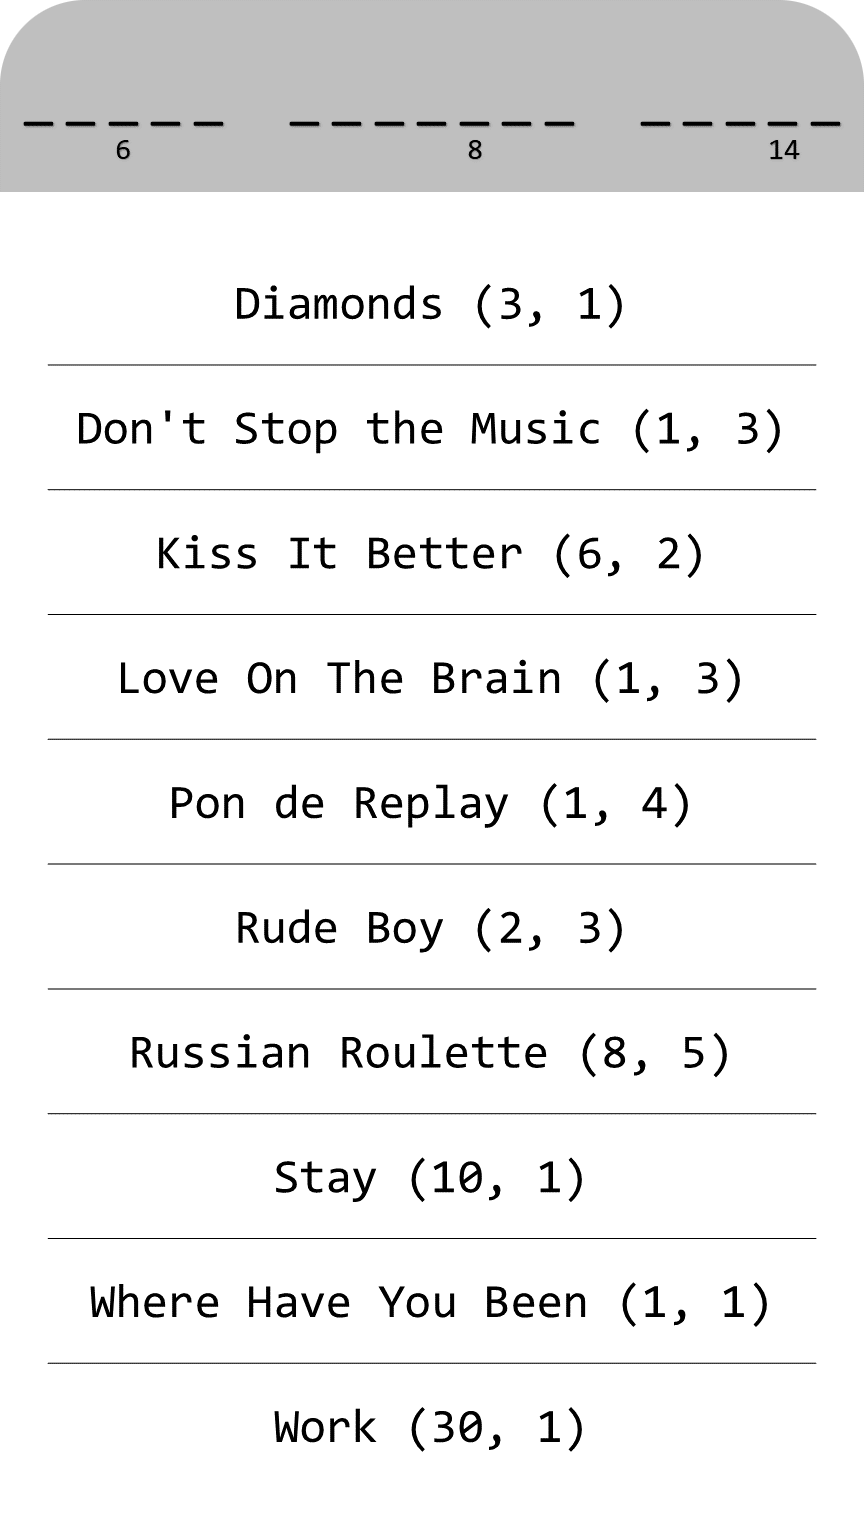 _ _ _ _ _   _ _ _ _ _ _ _   _ _ _ _ _
6 8 14
Diamonds (3, 1)
Don't Stop the Music (1, 3)
Kiss It Better (6, 2)
Love On The Brain (1, 3)
Pon de Replay (1, 4)
Rude Boy (2, 3)
Russian Roulette (8, 5)
Stay (10, 1)
Where Have You Been (1, 1)
Work (30, 1)